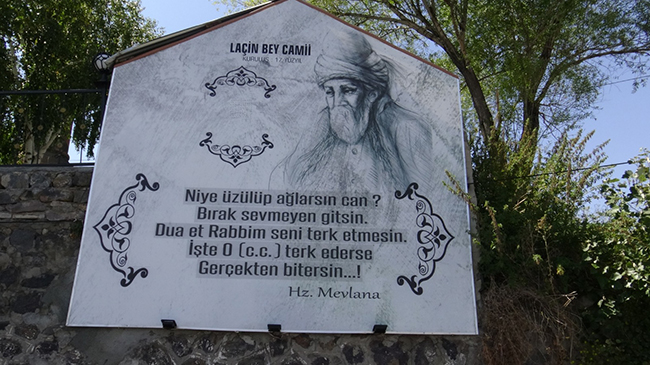 LAÇİN BEY CAMİİ
KURULUŞ : 17. YÜZYIL
Niye üzülüp ağlarsın can ?
Bırak sevmeyen gitsin.
Dua et Rabbim seni terk etmesin.
İşte O (c.c.) terk ederse
Gerçekten bitersin...!
Hz. Mevlana